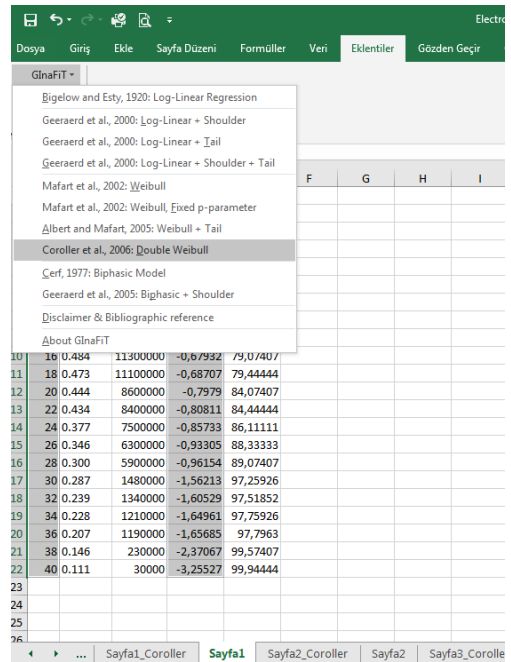 Electro
Dosya Giriş Ekle Sayfa Düzeni Formüller Veri Eklentiler Gözden Geçir
GInaFiT
Bigelow and Esty, 1920: Log-Linear Regression
Geeraerd et al., 2000: Log-Linear + Shoulder
Geeraerd et al., 2000: Log-Linear + Tail
Geeraerd et al., 2000: Log-Linear + Shoulder + Tail
Mafart et al., 2002: Weibull
Mafart et al., 2002: Weibull, Fixed p-parameter
Albert and Mafart, 2005: Weibull + Tail
Coroller et al., 2006: Double Weibull
Cerf, 1977: Biphasic Model
Geeraerd et al., 2005: Biphasic + Shoulder
Disclaimer & Bibliographic reference
About GInaFiT
F G H I
10 16 0.484 11300000 -0,67932 79,07407
11 18 0.473 11100000 -0,68707 79,44444
12 20 0.444 8600000 -0,7979 84,07407
13 22 0.434 8400000 -0,80811 84,44444
14 24 0.377 7500000 -0,85733 86,11111
15 26 0.346 6300000 -0,93305 88,33333
16 28 0.300 5900000 -0,96154 89,07407
17 30 0.287 1480000 -1,56213 97,25926
18 32 0.239 1340000 -1,60529 97,51852
19 34 0.228 1210000 -1,64961 97,75926
20 36 0.207 1190000 -1,65685 97,7963
21 38 0.146 230000 -2,37067 99,57407
22 40 0.111 30000 -3,25527 99,94444
23
24
25
26
... Sayfa1_Coroller Sayfa1 Sayfa2_Coroller Sayfa2 Sayfa3_Corolle